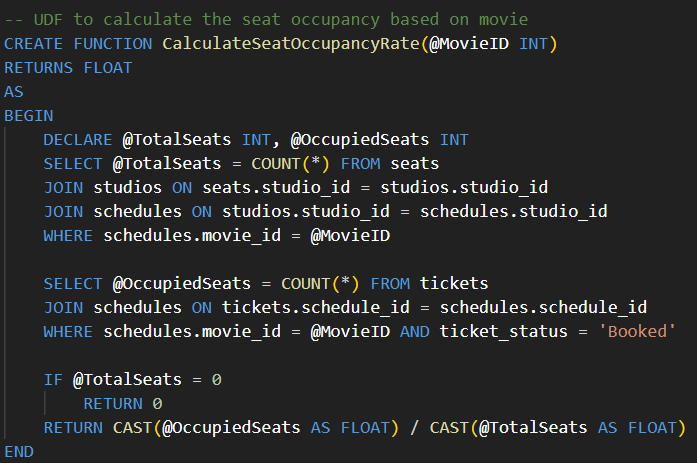 -- UDF to calculate the seat occupancy based on movie
CREATE FUNCTION CalculateSeatOccupancyRate(@MovieID INT)
RETURNS FLOAT
AS
BEGIN
    DECLARE @TotalSeats INT, @OccupiedSeats INT
    SELECT @TotalSeats = COUNT(*) FROM seats
    JOIN studios ON seats.studio_id = studios.studio_id
    JOIN schedules ON studios.studio_id = schedules.studio_id
    WHERE schedules.movie_id = @MovieID

    SELECT @OccupiedSeats = COUNT(*) FROM tickets
    JOIN schedules ON tickets.schedule_id = schedules.schedule_id
    WHERE schedules.movie_id = @MovieID AND ticket_status = 'Booked'

    IF @TotalSeats = 0
        RETURN 0
    RETURN CAST(@OccupiedSeats AS FLOAT) / CAST(@TotalSeats AS FLOAT)
END